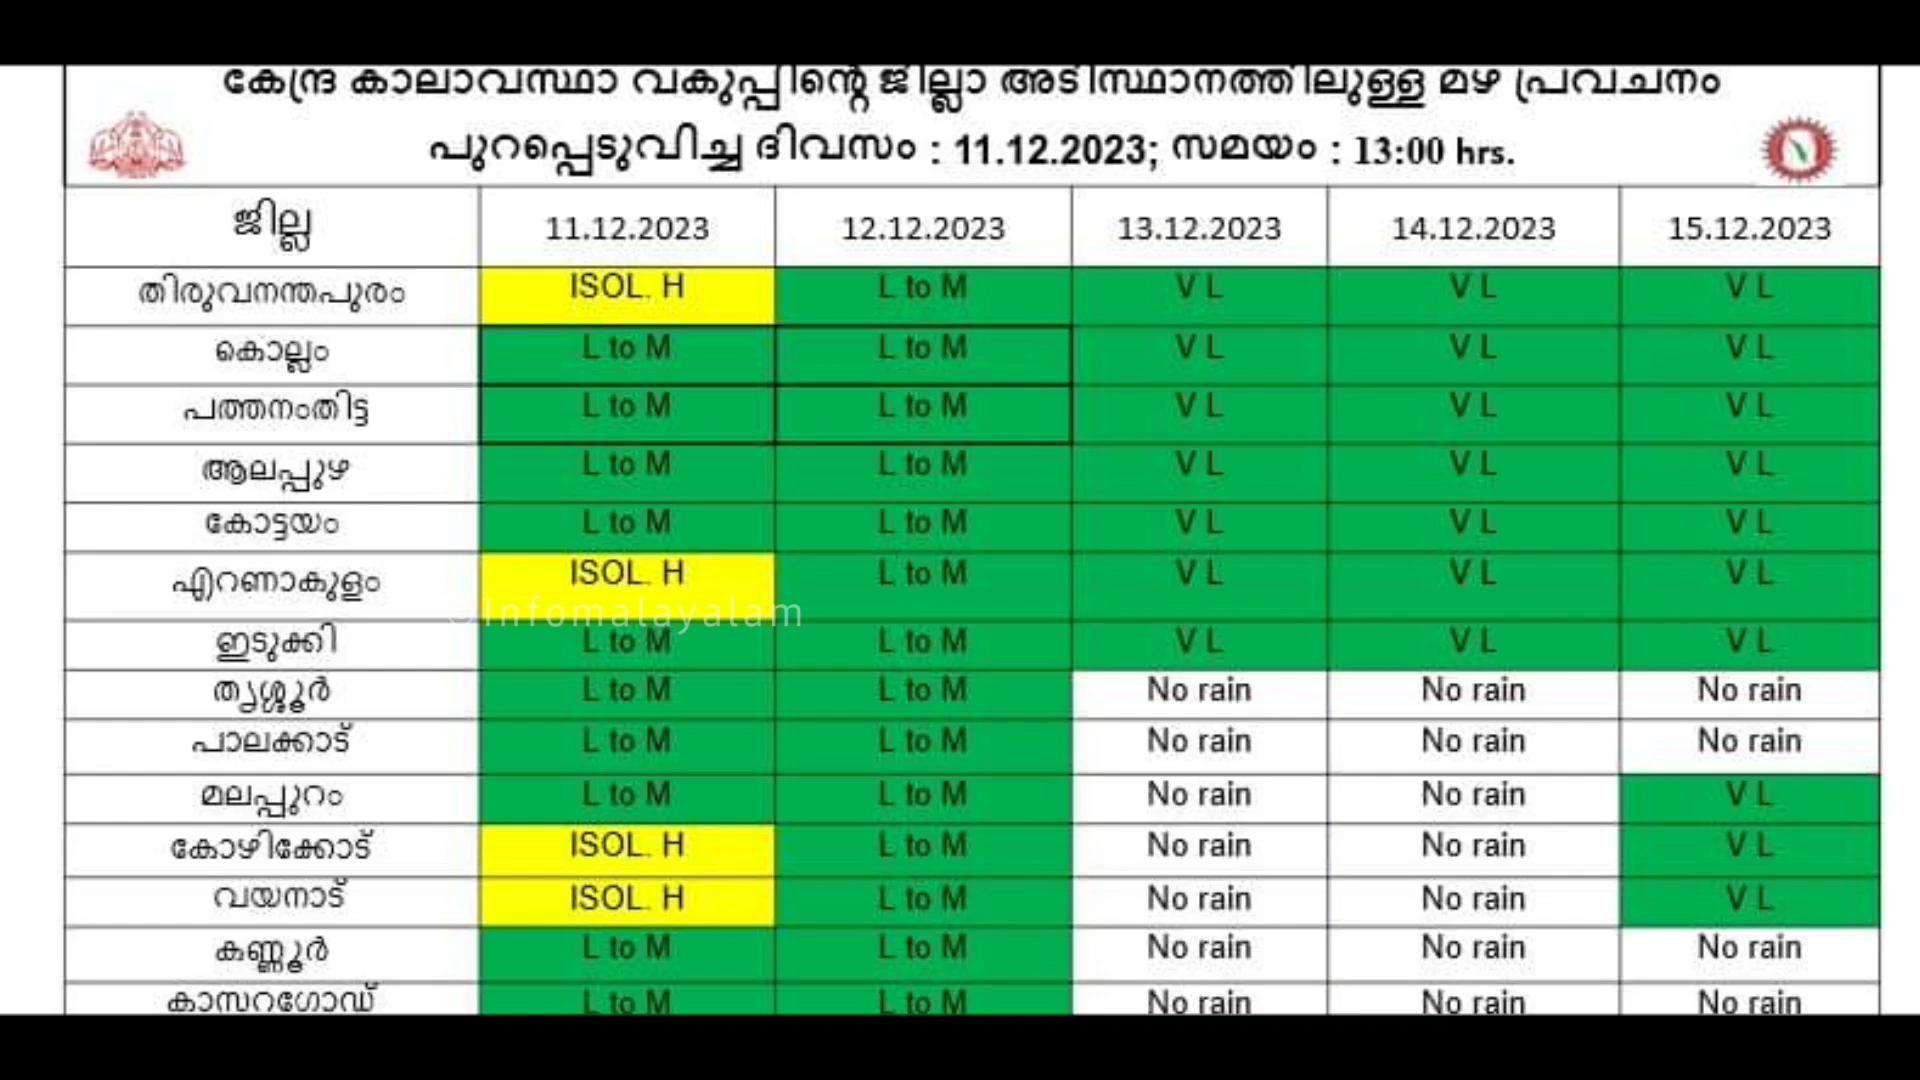 കേന്ദ്ര കാലാവസ്ഥാ വകുപ്പിന്റെ ജില്ലാ അടിസ്ഥാനത്തിലുള്ള മഴ പ്രവചനം
പുറപ്പെടുവിച്ച ദിവസം : 11.12.2023; സമയം : 13:00 hrs.
ജില്ല 11.12.2023 12.12.2023 13.12.2023 14.12.2023 15.12.2023
തിരുവനന്തപുരം ISOL. H L to M V L V L V L
കൊല്ലം L to M L to M V L V L V L
പത്തനംതിട്ട L to M L to M V L V L V L
ആലപ്പുഴ L to M L to M V L V L V L
കോട്ടയം L to M L to M V L V L V L
എറണാകുളം ISOL. H L to M V L V L V L
©Infomalayalam
ഇടുക്കി L to M L to M V L V L V L
തൃശ്ശൂർ L to M L to M No rain No rain No rain
പാലക്കാട് L to M L to M No rain No rain No rain
മലപ്പുറം L to M L to M No rain No rain V L
കോഴിക്കോട് ISOL. H L to M No rain No rain V L
വയനാട് ISOL. H L to M No rain No rain V L
കണ്ണൂർ L to M L to M No rain No rain No rain
കാസറഗോഡ് L to M L to M No rain No rain No rain